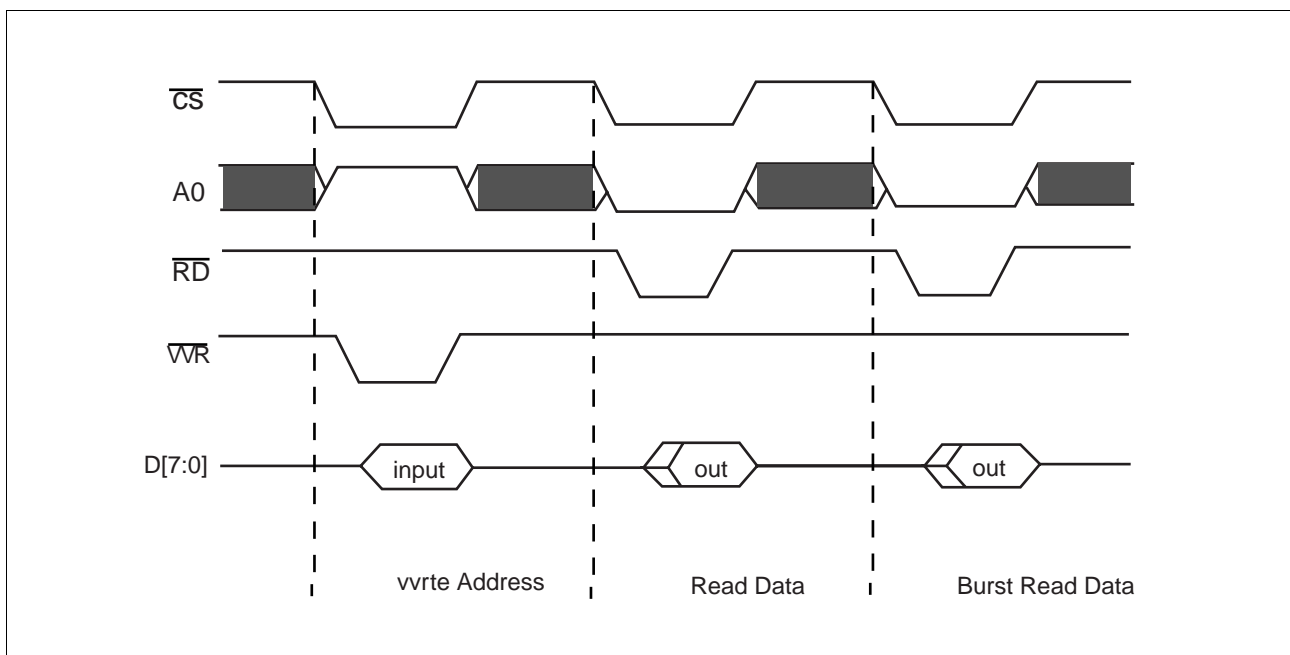 CS
A0
RD
VVR
D[7:0]
input
out
out
vvrte Address
Read Data
Burst Read Data